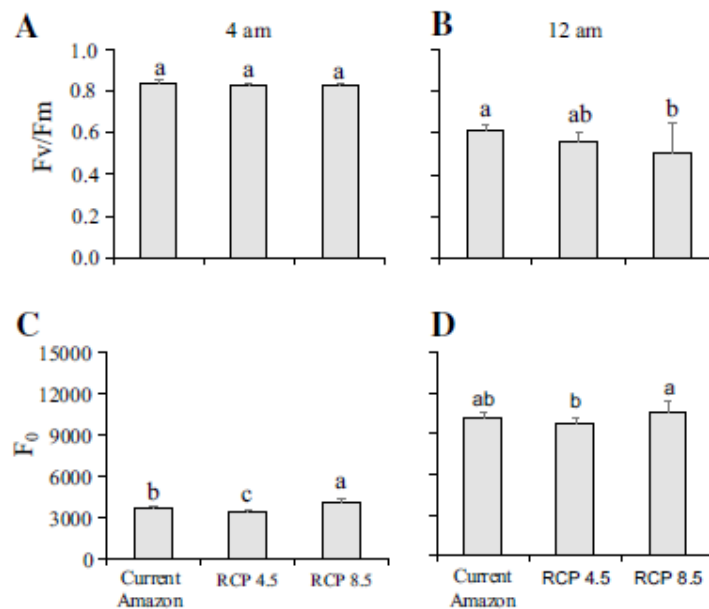 A
4 am
B
12 am
Fv/Fm
1.0
0.8
0.6
0.4
0.2
0.0
a
a
a
a
ab
b
C
D
F0
15000
12000
9000
6000
3000
0
b
c
a
ab
b
a
Current
Amazon
RCP 4.5
RCP 8.5
Current
Amazon
RCP 4.5
RCP 8.5